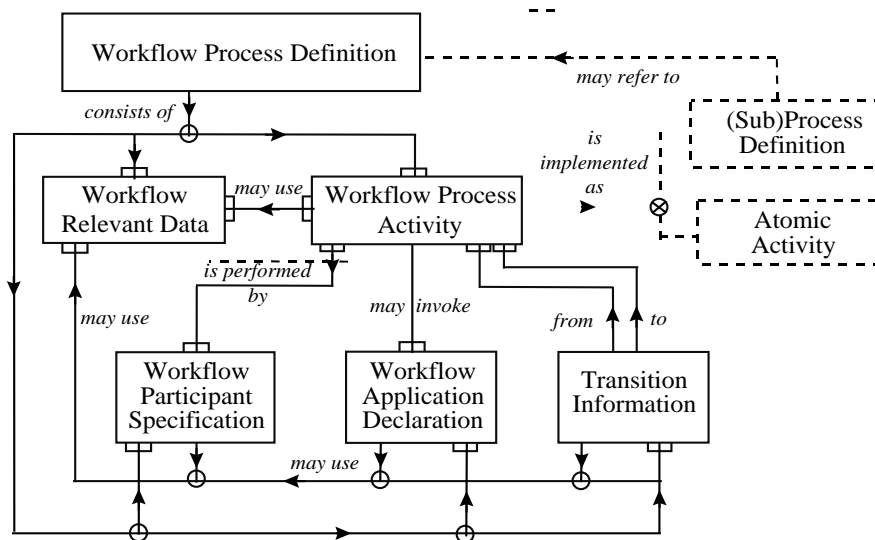 Workflow Process Definition
may refer to
consists of
(Sub)Process
Definition
is
implemented
as
Workflow
Relevant Data
may use
Workflow Process
Activity
Atomic
Activity
is performed
by
may use
may invoke
from
to
Workflow
Participant
Specification
Workflow
Application
Declaration
Transition
Information
may use